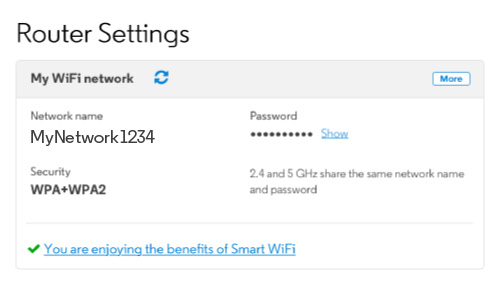 Router Settings
My WiFi network More
Network name Password
MyNetwork1234 •••••••••• Show
Security 2.4 and 5 GHz share the same network name
WPA+WPA2 and password
You are enjoying the benefits of Smart WiFi